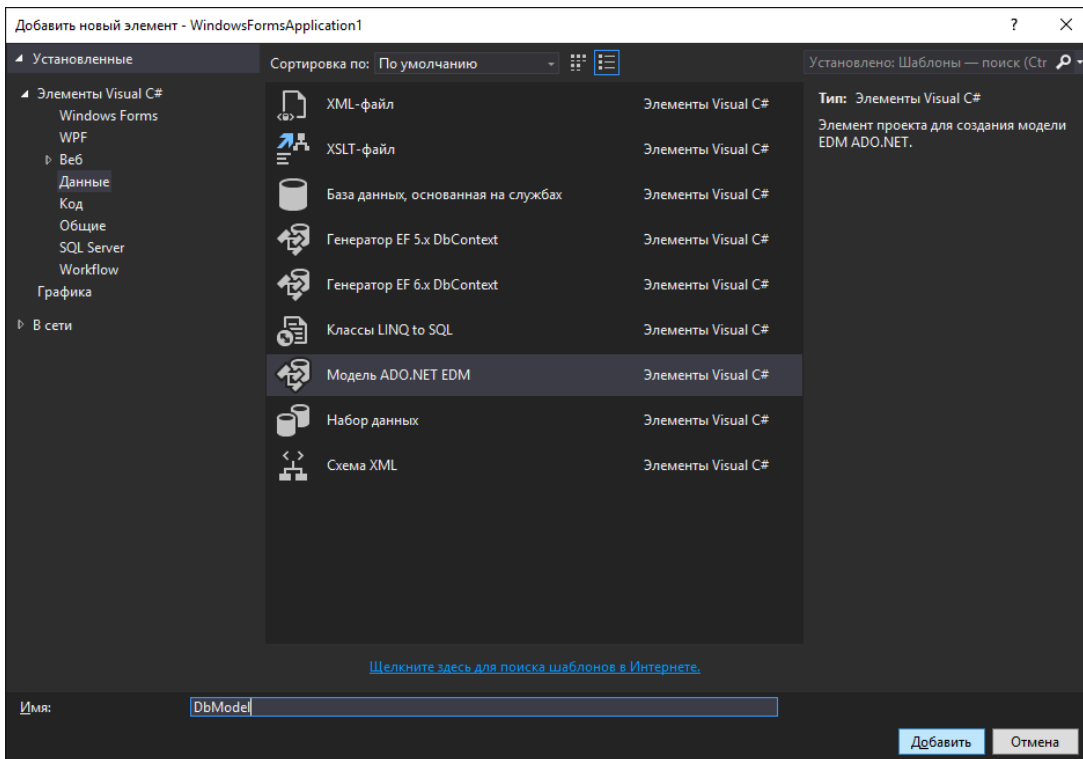 Добавить новый элемент - WindowsFormsApplication1
Установленные
Элементы Visual C#
Windows Forms
WPF
Веб
Данные
Код
Общие
SQL Server
Workflow
Графика
В сети
Сортировка по: По умолчанию
XML-файл Элементы Visual C#
XSLT-файл Элементы Visual C#
База данных, основанная на службах Элементы Visual C#
Генератор EF 5.x DbContext Элементы Visual C#
Генератор EF 6.x DbContext Элементы Visual C#
Классы LINQ to SQL Элементы Visual C#
Модель ADO.NET EDM Элементы Visual C#
Набор данных Элементы Visual C#
Схема XML Элементы Visual C#
Щелкните здесь для поиска шаблонов в Интернете.
Установлено: Шаблоны — поиск (Ctr
Тип: Элементы Visual C#
Элемент проекта для создания модели
EDM ADO.NET.
Имя: DbModel
Добавить Отмена